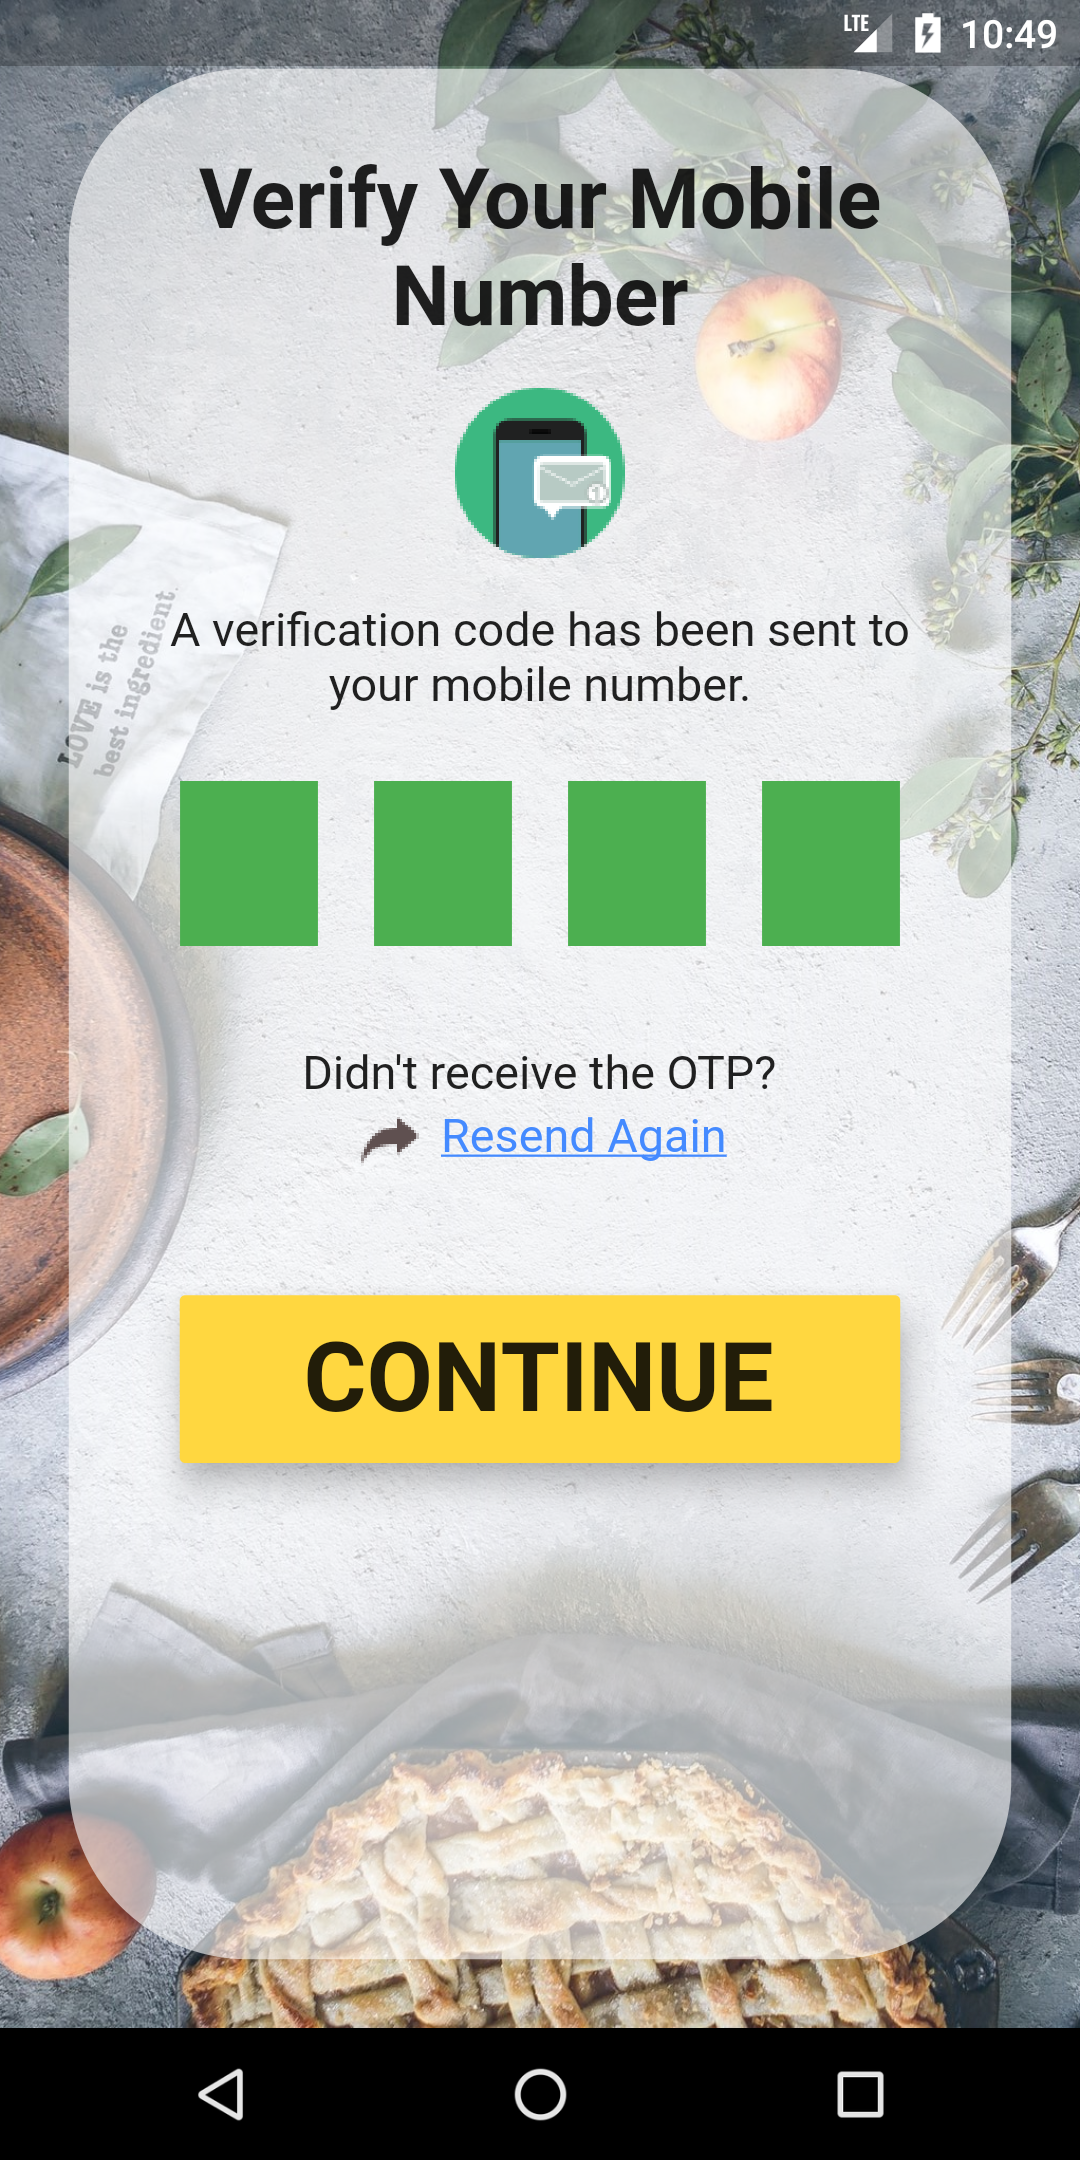 LTE 10:49
Verify Your Mobile
Number
1
A verification code has been sent to
your mobile number.
LOVE is the
best ingredient.
Didn't receive the OTP?
Resend Again
CONTINUE